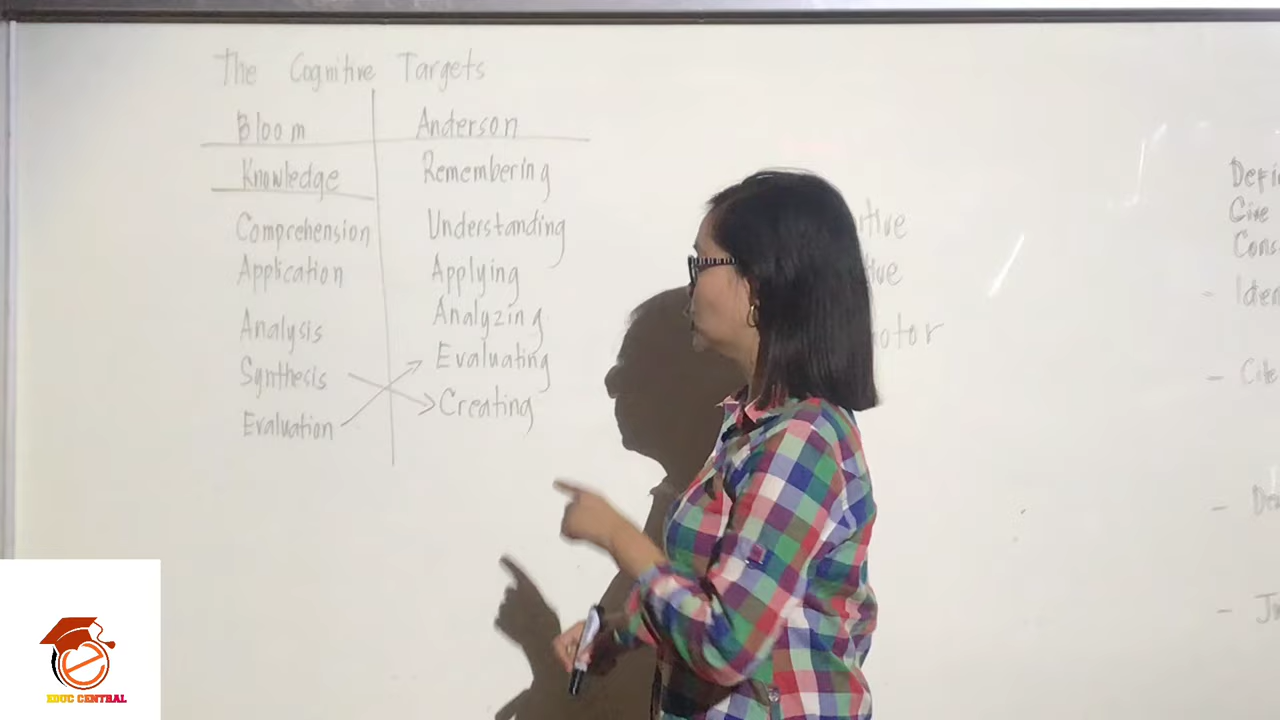 The Cognitive Targets
Bloom Anderson
Knowledge Remembering
Comprehension Understanding
Application Applying
Analysis Analyzing
Synthesis Evaluating
Evaluation Creating
Cite
EDUC CENTRAL